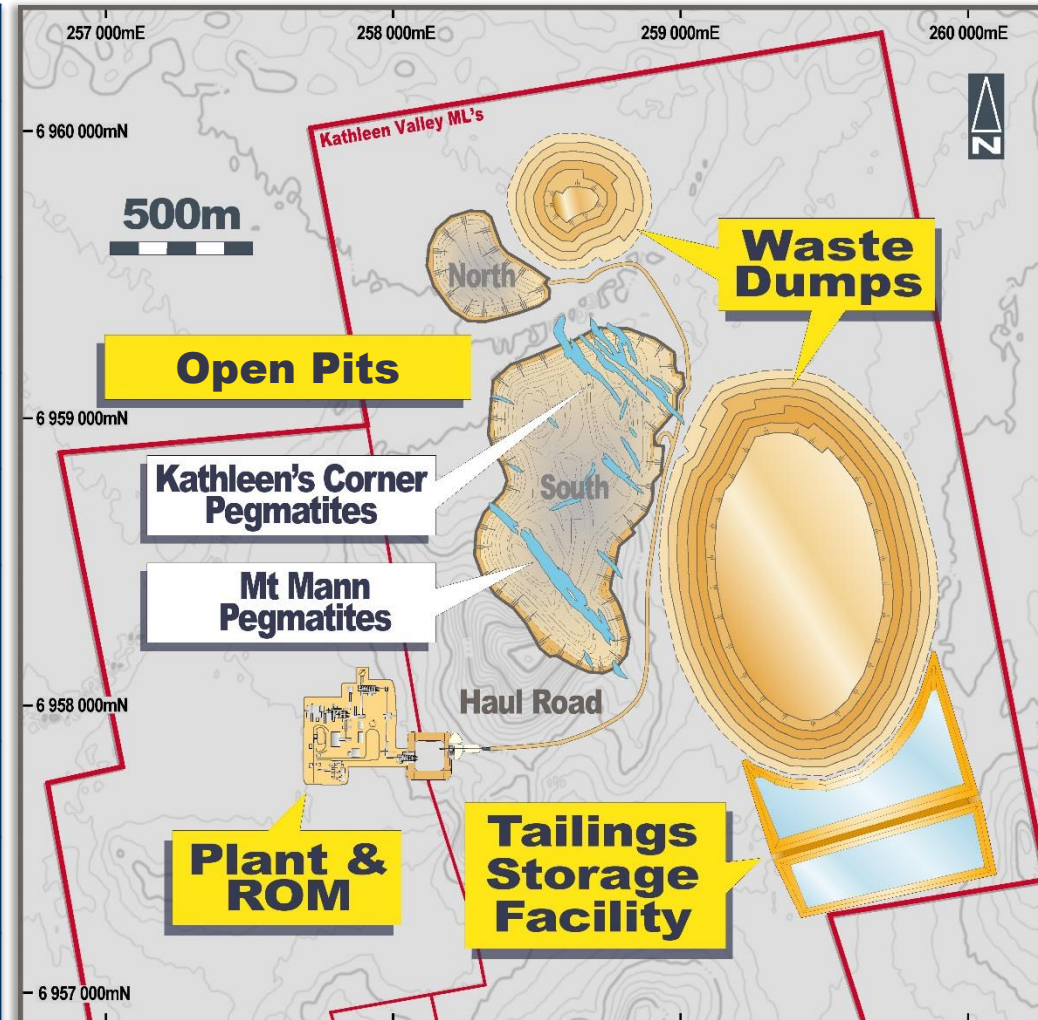 257 000mE
258 000mE
259 000mE
260 000mE
6 960 000mN
Kathleen Valley ML's
N
500m
Waste
Dumps
North
Open Pits
6 959 000mN
Kathleen's Corner
Pegmatites
South
Mt Mann
Pegmatites
Haul Road
6 958 000mN
Plant &
ROM
Tailings
Storage
Facility
6 957 000mN